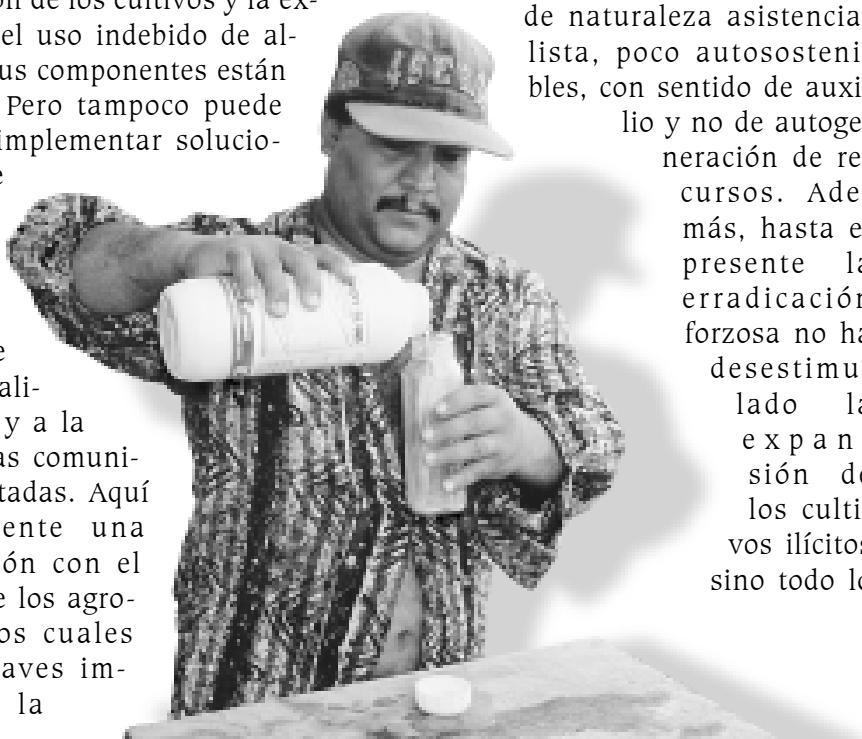 ón de los cultivos y la ex-
el uso indebido de al-
us componentes están
Pero tampoco puede
implementar solucio-
e
e
ali-
y a la
as comuni-
tadas. Aquí
ente una
ón con el
e los agro-
os cuales
aves im-
la
de naturaleza asistencia
lista, poco autososteni
bles, con sentido de auxi
lio y no de autoge
neración de re
cursos. Ade
más, hasta e
presente la
erradicación
forzosa no ha
desestimu
lado la
expan
sión de
los culti
vos ilícitos
sino todo lo